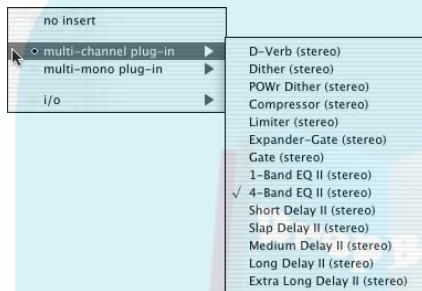 no insert
multi-channel plug-in
multi-mono plug-in
i/o
D-Verb (stereo)
Dither (stereo)
POWr Dither (stereo)
Compressor (stereo)
Limiter (stereo)
Expander-Gate (stereo)
Gate (stereo)
1-Band EQ II (stereo)
√ 4-Band EQ II (stereo)
Short Delay II (stereo)
Slap Delay II (stereo)
Medium Delay II (stereo)
Long Delay II (stereo)
Extra Long Delay II (stereo)